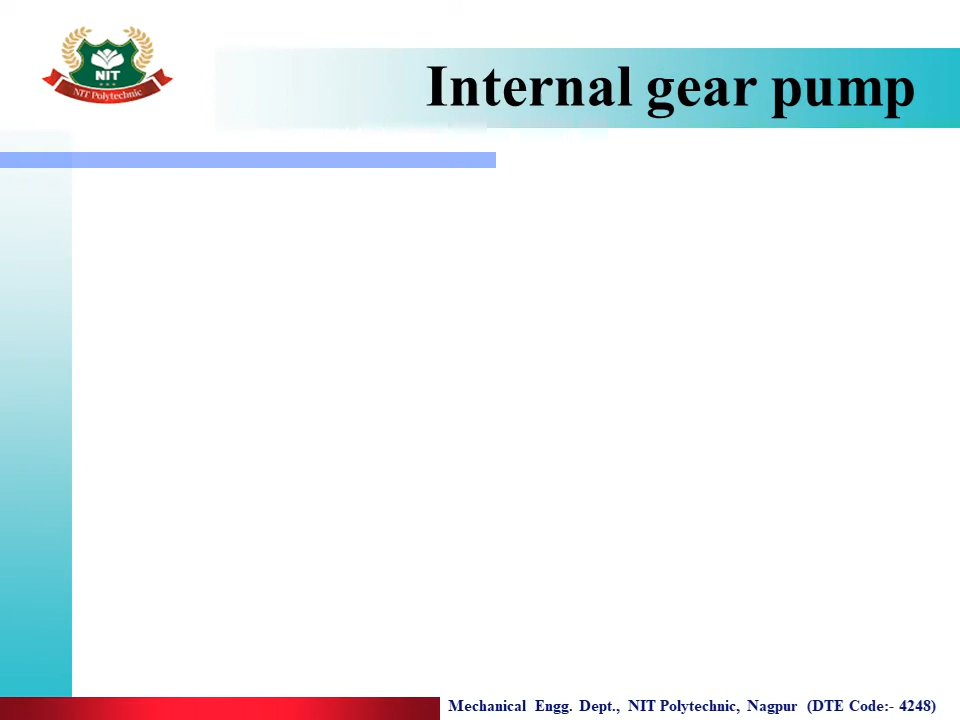 NIT
NIT Polytechnic
Internal gear pump
Mechanical Engg. Dept., NIT Polytechnic, Nagpur (DTE Code:- 4248)